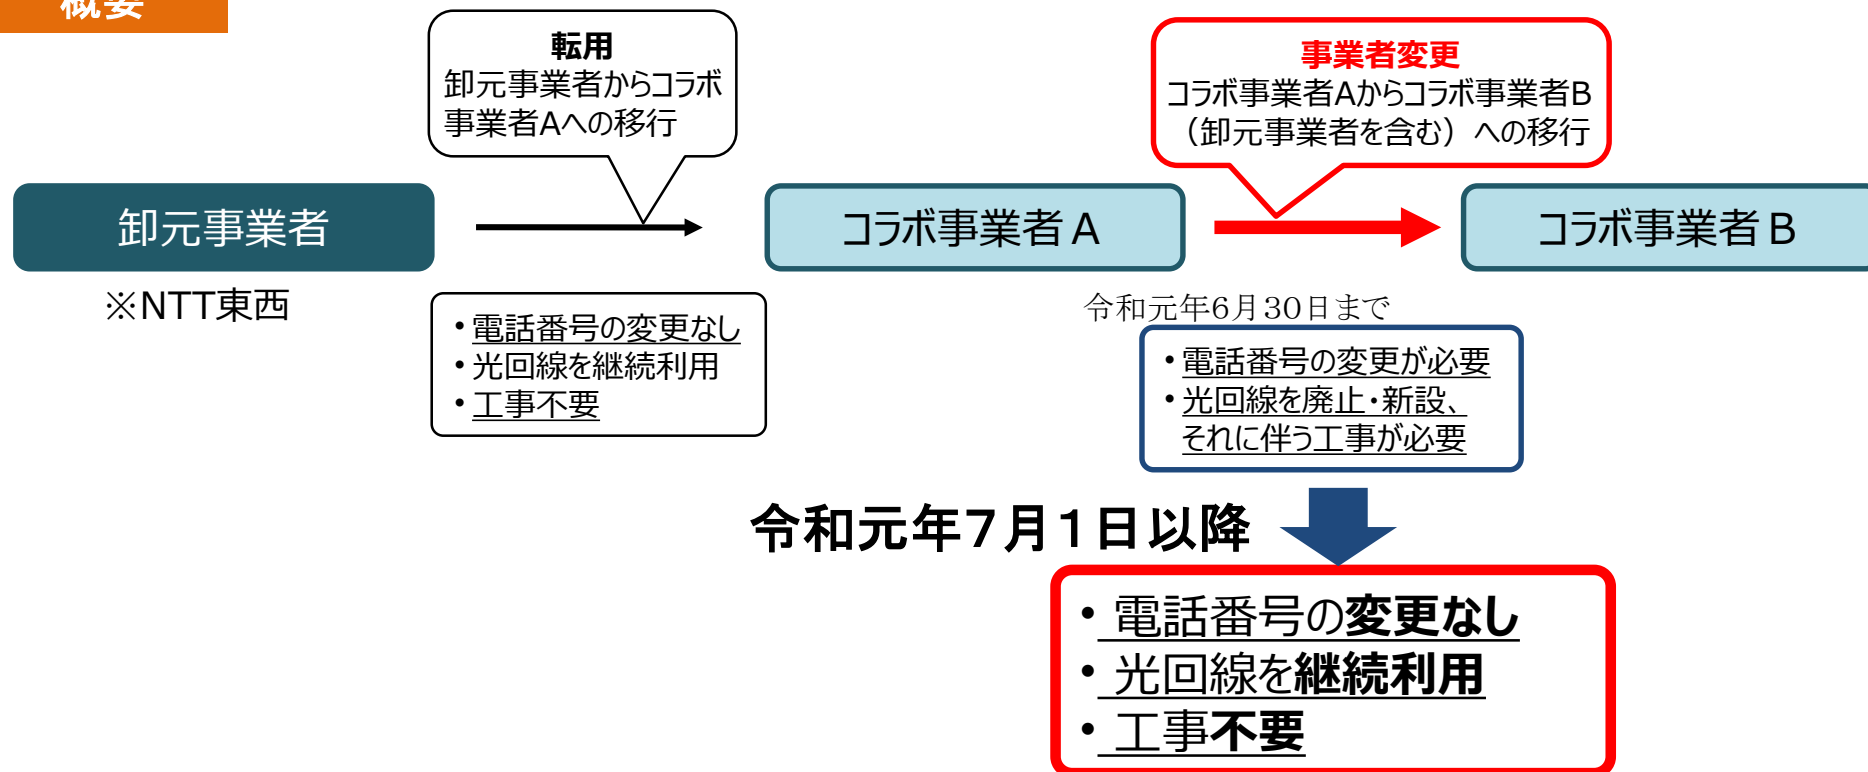 概要
転用
卸元事業者からコラボ
事業者Aへの移行
事業者変更
コラボ事業者AからコラボB事業者B
（卸元事業者を含む）への移行
卸元事業者
コラボ事業者A
コラボ事業者B
※NTT東西
・電話番号の変更なし
・光回線を継続利用
・工事不要
令和元年6月30日まで
・電話番号の変更が必要
・光回線を廃止・新設、
それに伴う工事が必要
令和元年7月1日以降
・電話番号の変更なし
・光回線を継続利用
・工事不要